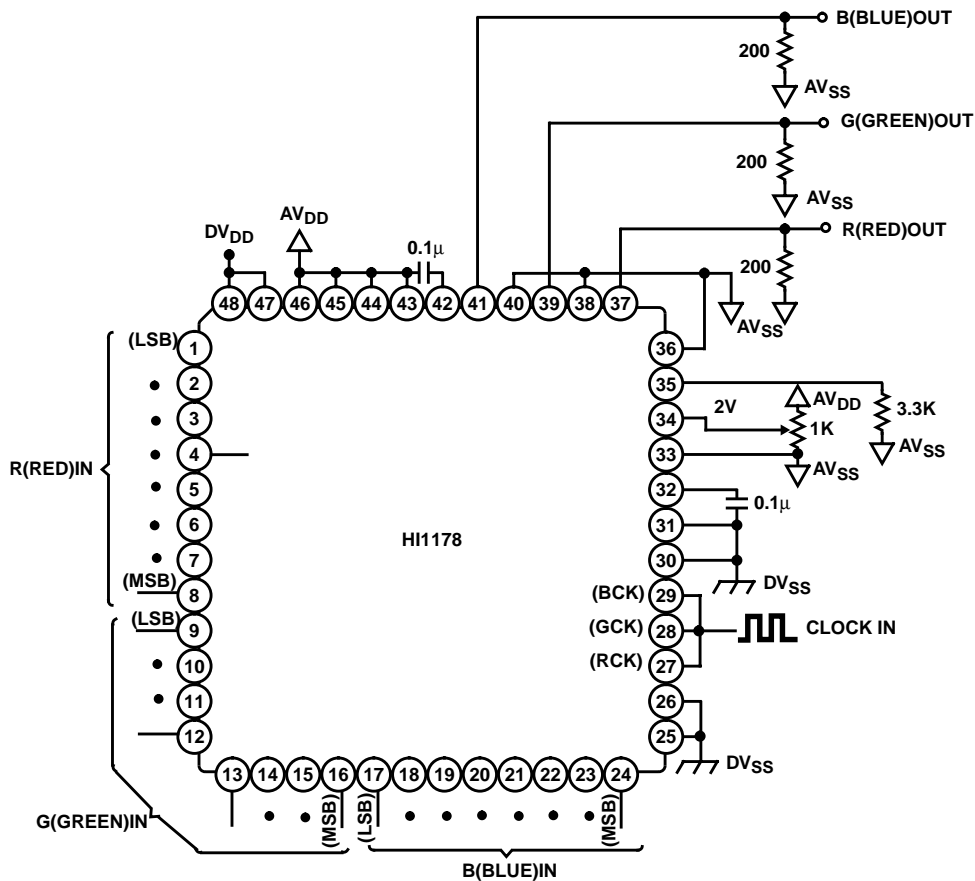 B(BLUE)OUT
200
AVSS
G(GREEN)OUT
200
AVSS
R(RED)OUT
200
AVSS
DVDD
AVDD
0.1μ
48 47 46 45 44 43 42 41 40 39 38 37
(LSB) 1
2
3
4
5
6
7
(MSB) 8
R(RED)IN
(LSB) 9
10
11
12
G(GREEN)IN
HI1178
36
35
34
33
32
31
30
(BCK) 29
(GCK) 28
(RCK) 27
26
25
2V
AVDD
1K
AVSS
3.3K
AVSS
0.1μ
DVSS
CLOCK IN
DVSS
13 14 15 16 17 18 19 20 21 22 23 24
(MSB) (LSB) (MSB)
B(BLUE)IN